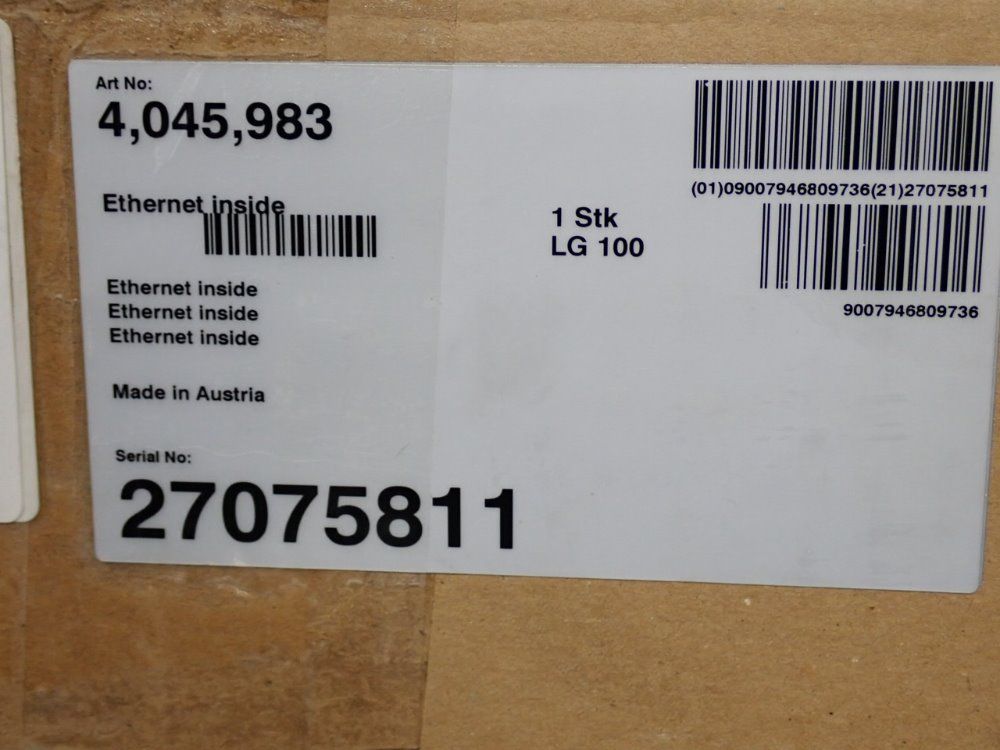 Art No:
4,045,983
Ethernet inside
Ethernet inside
Ethernet inside
Ethernet inside
Made in Austria
Serial No:
27075811
1 Stk
LG 100
(01)09007946809736(21)27075811
9007946809736